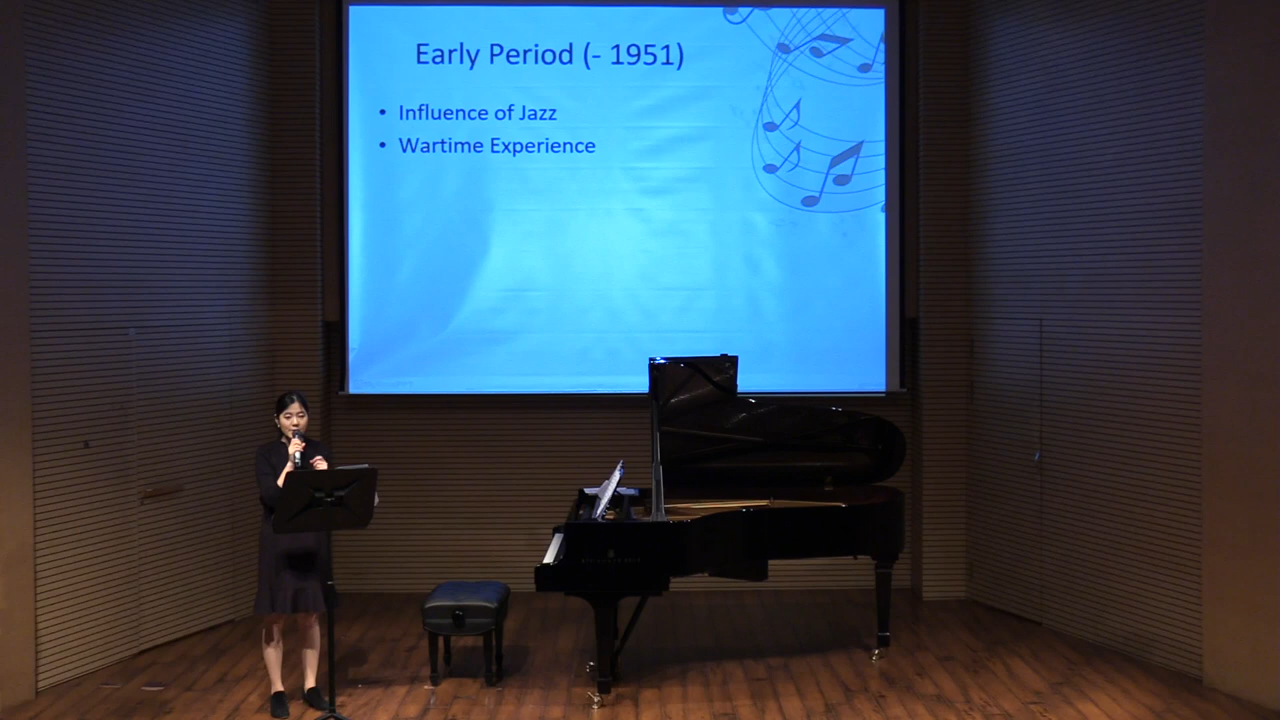 Early Period (- 1951)
• Influence of Jazz
• Wartime Experience